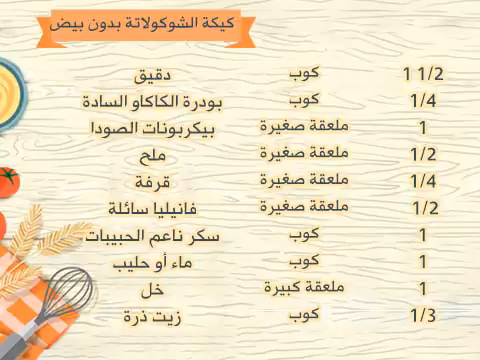 كيكة الشوكولاتة بدون بيض
1 1/2 كوب دقيق
1/4 كوب بودرة الكاكاو السادة
1 ملعقة صغيرة بيكربونات الصودا
1/2 ملعقة صغيرة ملح
1/4 ملعقة صغيرة قرفة
1/2 ملعقة صغيرة فانيليا سائلة
1 كوب سكر ناعم الحبيبات
1 كوب ماء أو حليب
1 ملعقة كبيرة خل
1/3 كوب زيت ذرة